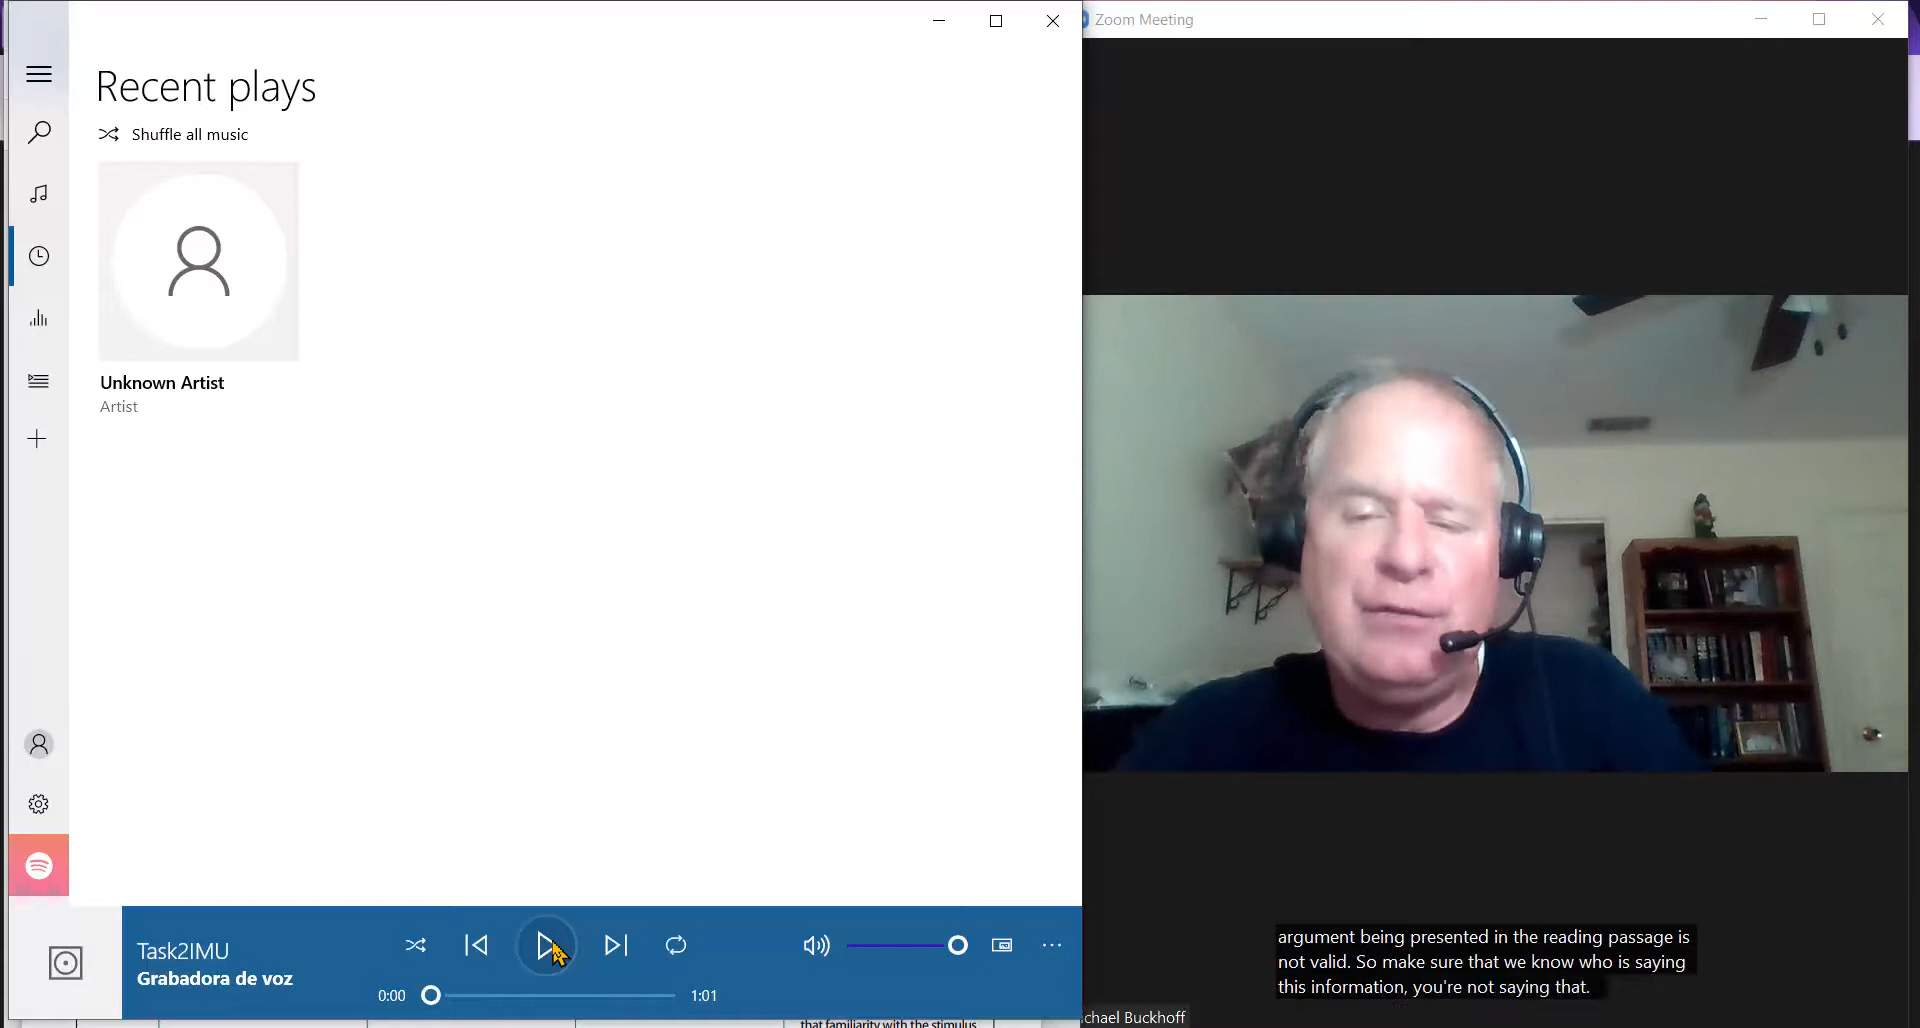 Zoom Meeting
Recent plays
Shuffle all music
Unknown Artist
Artist
Task2IMU
Grabadora de voz
0:00
1:01
argument being presented in the reading passage is
not valid. So make sure that we know who is saying
this information, you're not saying that.
that familiarity with the stimulus
chael Buckhoff